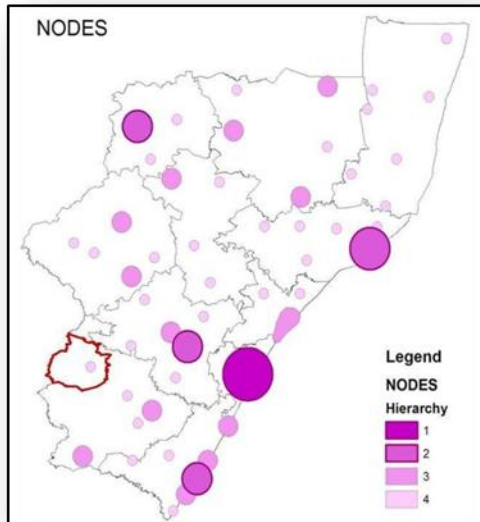 NODES
Legend
NODES
Hierarchy
1
2
3
4